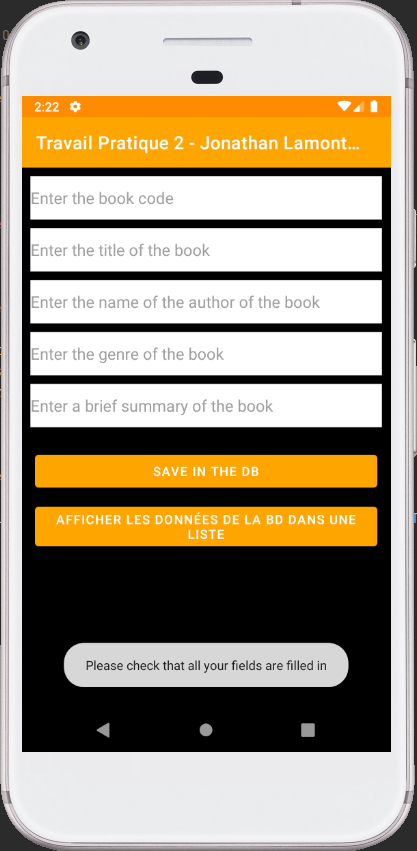 2:22
Travail Pratique 2 - Jonathan Lamont...
Enter the book code
Enter the title of the book
Enter the name of the author of the book
Enter the genre of the book
Enter a brief summary of the book
SAVE IN THE DB
AFFICHER LES DONNÉES DE LA BD DANS UNE
LISTE
Please check that all your fields are filled in